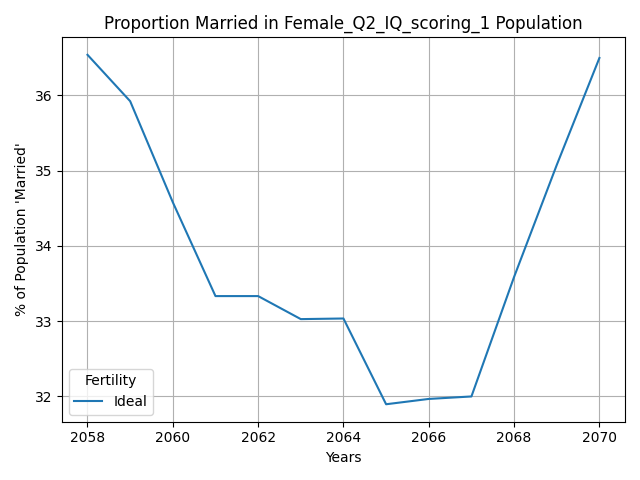 Proportion Married in Female_Q2_IQ_scoring_1 Population
% of Population 'Married'
36
35
34
33
32
Fertility
Ideal
2058 2060 2062 2064 2066 2068 2070
Years